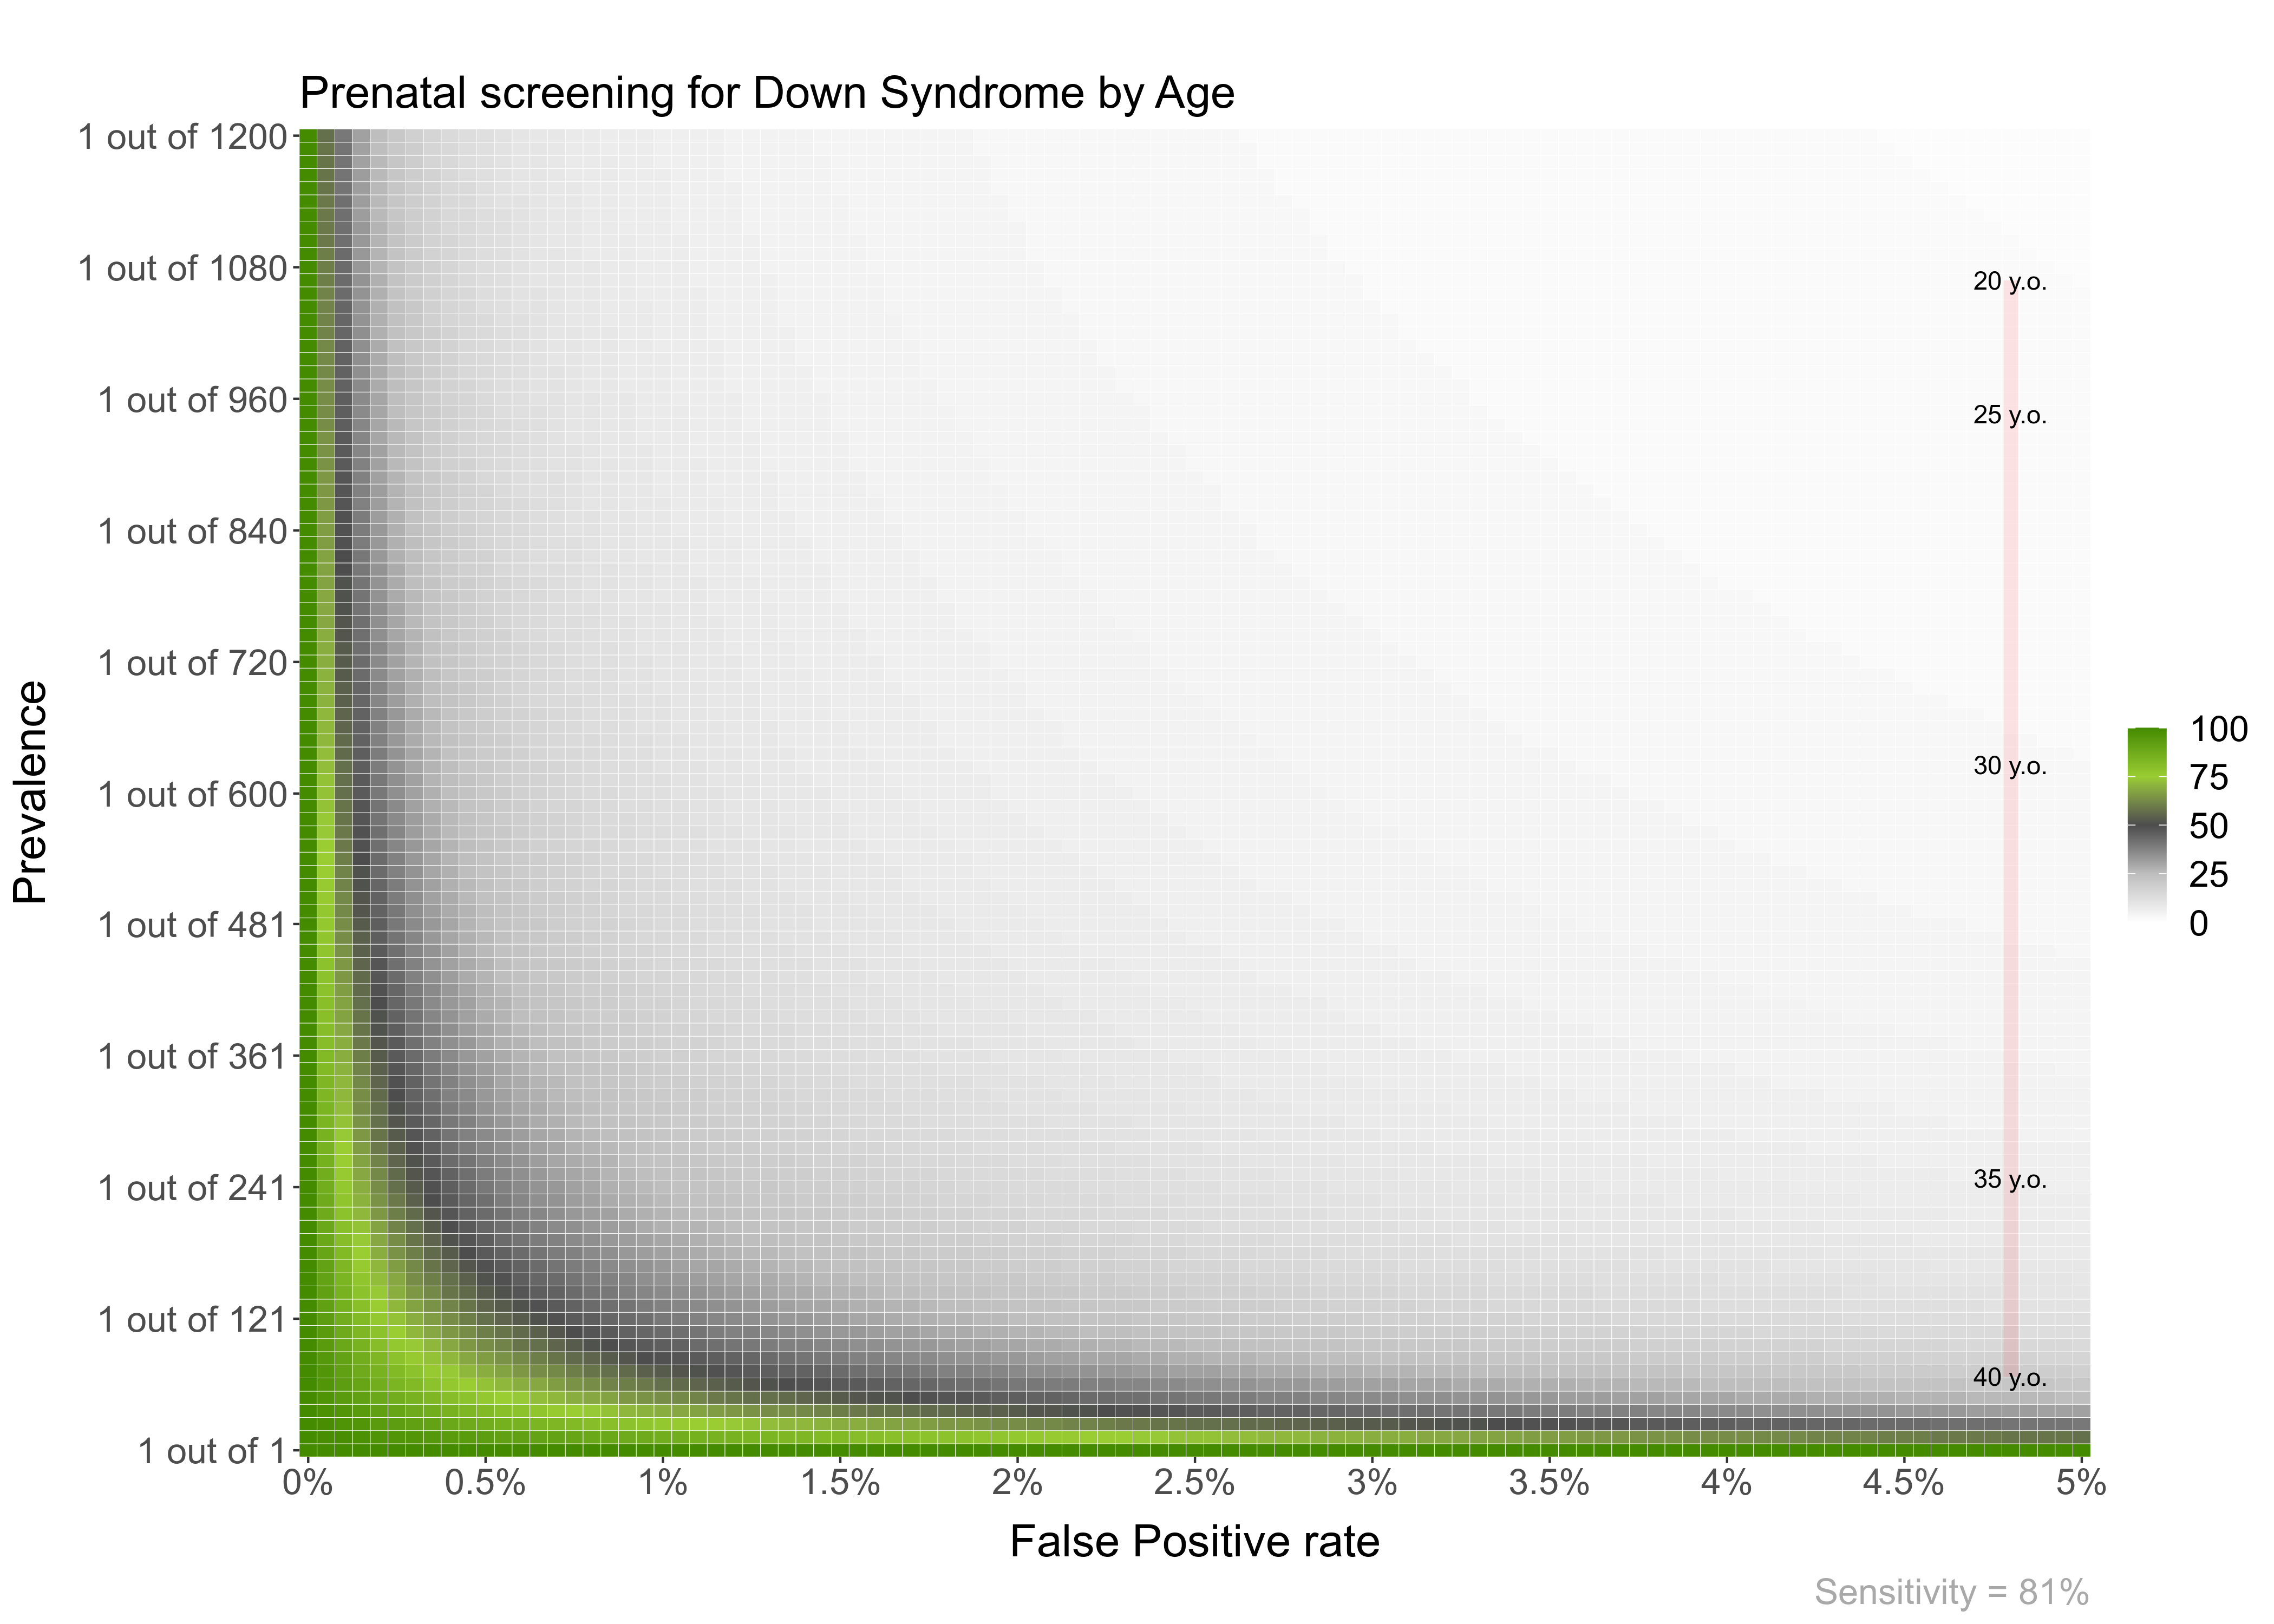 Prenatal screening for Down Syndrome by Age
1 out of 1200
1 out of 1080
1 out of 960
1 out of 840
1 out of 720
1 out of 600
1 out of 481
1 out of 361
1 out of 241
1 out of 121
1 out of 1
Prevalence
20 y.o.
25 y.o.
30 y.o.
35 y.o.
40 y.o.
100
75
50
25
0
0% 0.5% 1% 1.5% 2% 2.5% 3% 3.5% 4% 4.5% 5%
False Positive rate
Sensitivity = 81%